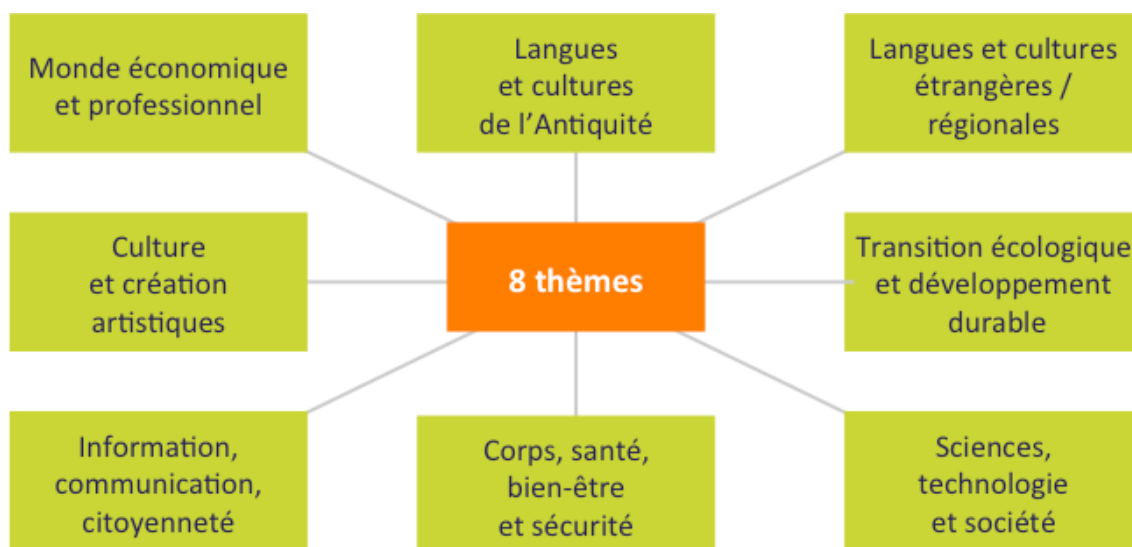 Monde économique
et professionnel
Langues
et cultures
de l'Antiquité
Langues et cultures
étrangères /
régionales
Culture
et création
artistiques
8 thèmes
Transition écologique
et développement
durable
Information,
communication,
citoyenneté
Corps, santé,
bien-être
et sécurité
Sciences,
technologie
et société